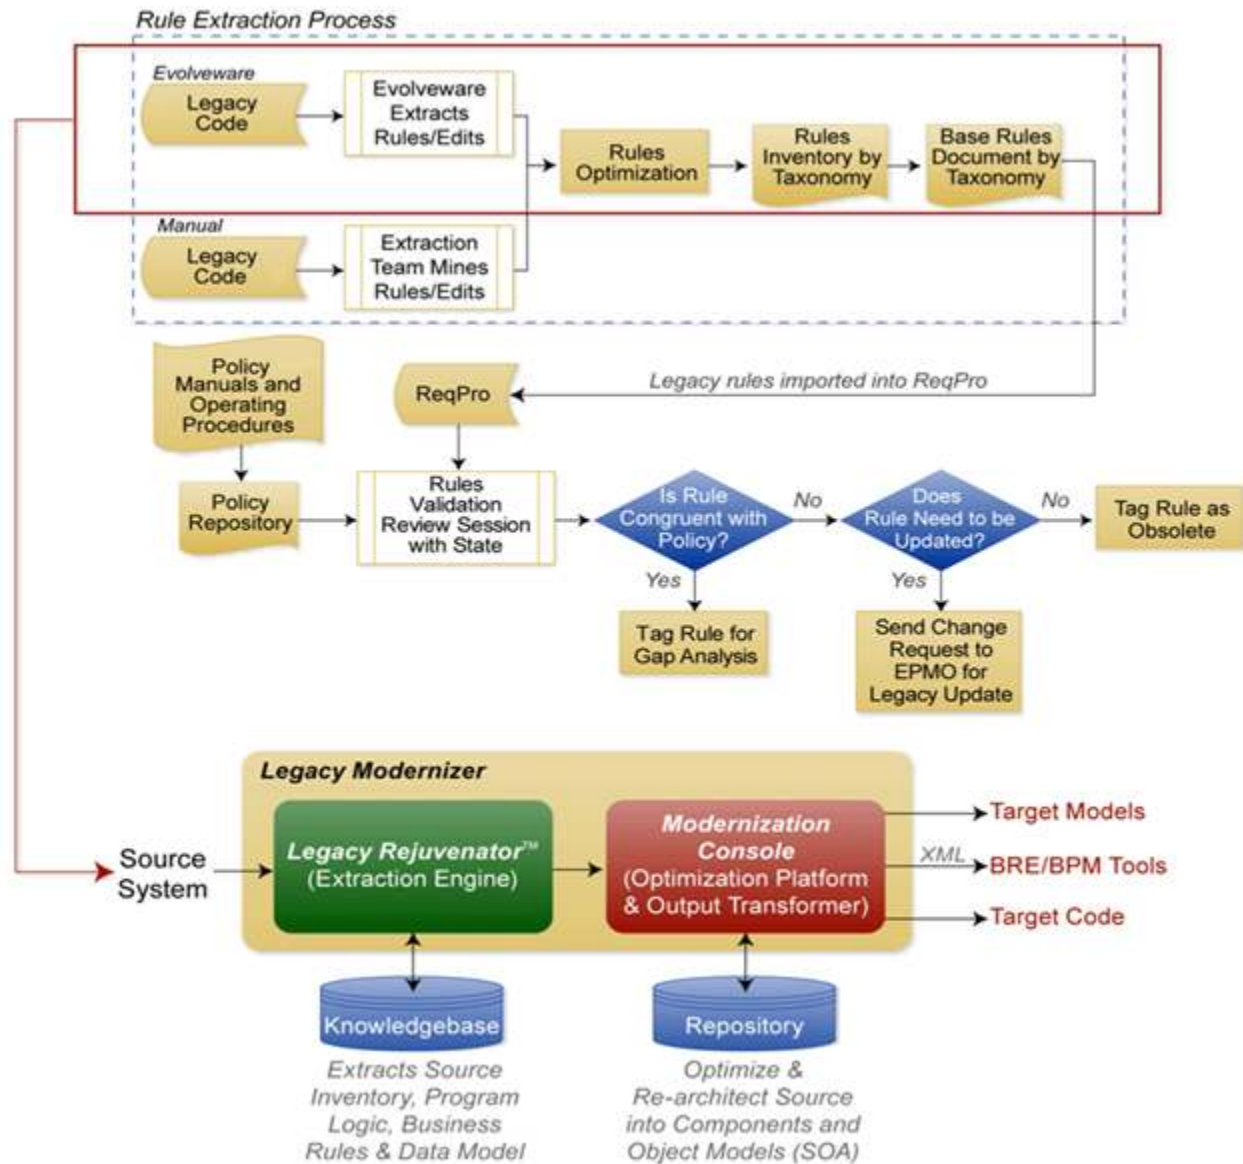 Rule Extraction Process
Evolveware
Legacy
Code
Evolveware
Extracts
Rules/Edits
Rules
Optimization
Rules
Inventory by
Taxonomy
Base Rules
Document by
Taxonomy
Manual
Legacy
Code
Extraction
Team Mines
Rules/Edits
Policy
Manuals and
Operating
Procedures
ReqPro
Legacy rules imported into ReqPro
Policy
Repository
Rules
Validation
Review Session
with State
Is Rule
Congruent with
Policy?
No
Does
Rule Need to be
Updated?
No
Tag Rule as
Obsolete
Yes
Yes
Tag Rule for
Gap Analysis
Send Change
Request to
EPMO for
Legacy Update
Legacy Modernizer
Source
System
Legacy Rejuvenator™
(Extraction Engine)
Modernization
Console
(Optimization Platform
& Output Transformer)
Target Models
XML
BRE/BPM Tools
Target Code
Knowledgebase
Extracts Source
Inventory, Program
Logic, Business
Rules & Data Model
Repository
Optimize &
Re-architect Source
into Components and
Object Models (SOA)